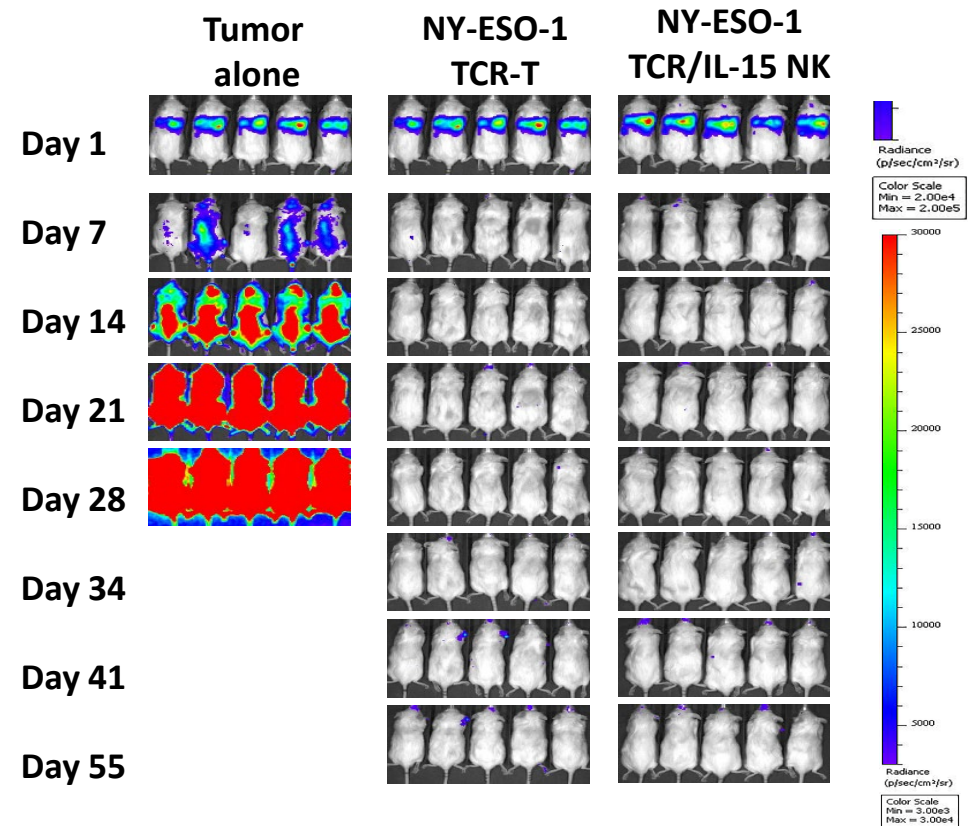 Tumor
alone
NY-ESO-1
TCR-T
NY-ESO-1
TCR/IL-15 NK
Day 1
Day 7
Day 14
Day 21
Day 28
Day 34
Day 41
Day 55
Radiance
(p/sec/cm²/sr)
Color Scale
Min = 2.00e4
Max = 2.00e5
30000
25000
20000
15000
10000
5000
Radiance
(p/sec/cm²/sr)
Color Scale
Min = 3.00e3
Max = 3.00e4